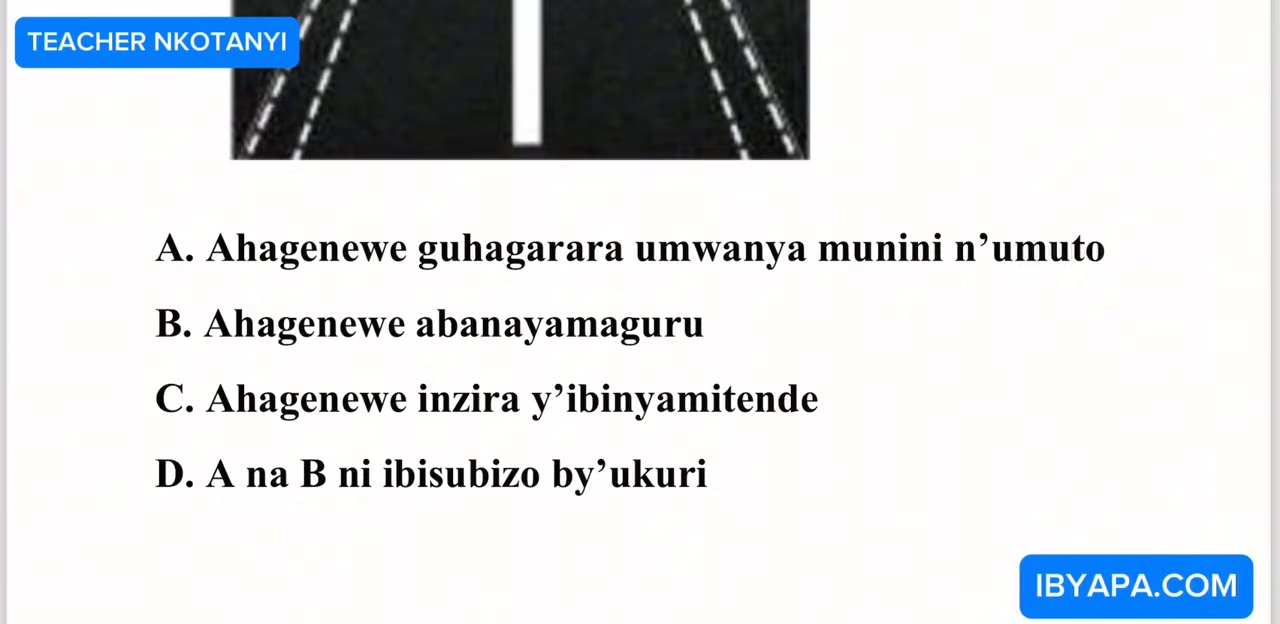 TEACHER NKOTANYI
A. Ahagenewe guhagarara umwanya munini n’umuto
B. Ahagenewe abanayamaguru
C. Ahagenewe inzira y’ibinyamitende
D. A na B ni ibisubizo by’ukuri
IBYAPA.COM